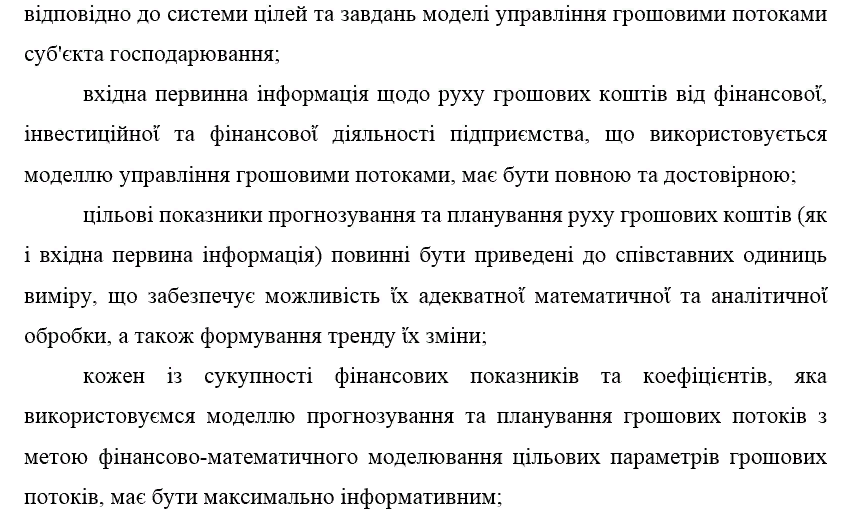 відповідно до системи цілей та завдань моделі управління грошовими потоками
суб'єкта господарювання;
вхідна первинна інформація щодо руху грошових коштів від фінансової,
інвестиційної та фінансової діяльності підприємства, що використовується
моделлю управління грошовими потоками, має бути повною та достовірною;
цільові показники прогнозування та планування руху грошових коштів (як
і вхідна первина інформація) повинні бути приведені до співставних одиниць
виміру, що забезпечує можливість їх адекватної математичної та аналітичної
обробки, а також формування тренду їх зміни;
кожен із сукупності фінансових показників та коефіцієнтів, яка
використовуємся моделлю прогнозування та планування грошових потоків з
метою фінансово-математичного моделювання цільових параметрів грошових
потоків, має бути максимально інформативним;